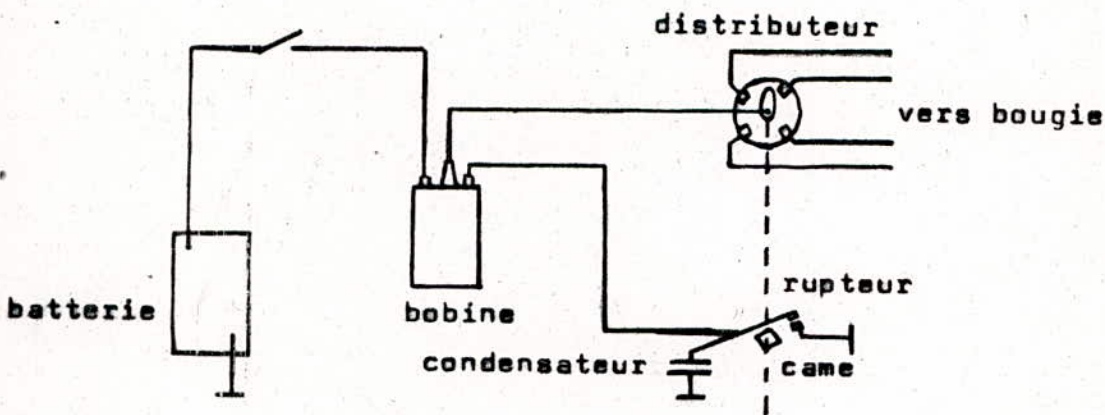 distributeur
vers bougie
batterie
bobine
rupteur
condensateur
came